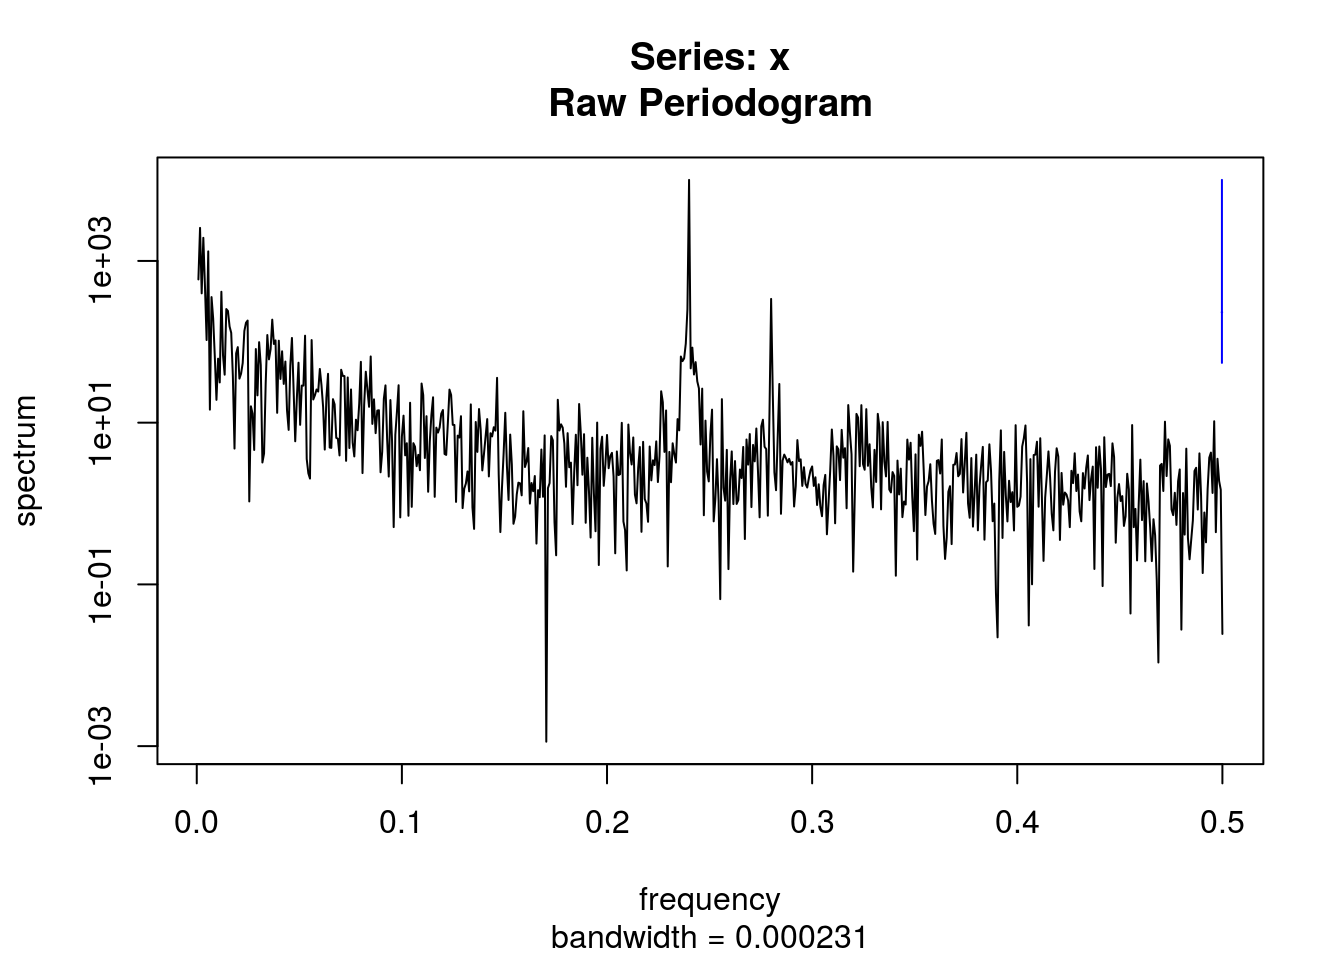 Series: x
Raw Periodogram
spectrum
1e+03
1e+01
1e-01
1e-03
0.0 0.1 0.2 0.3 0.4 0.5
frequency
bandwidth = 0.000231